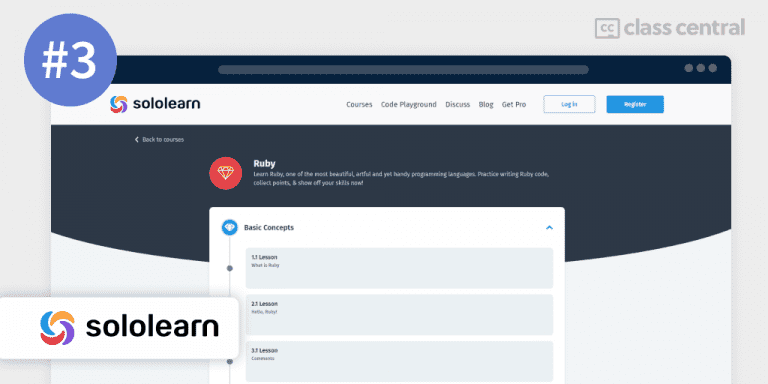 #3
class central
sololearn
Courses Code Playground Discuss Blog Get Pro Log In Register
Back to courses
Ruby
Learn Ruby, one of the most beautiful, artful and yet handy programming languages. Practice writing Ruby code,
collect points, & show off your skills now!
Basic Concepts
1.1 Lesson
What is Ruby
2.1 Lesson
Hello, Ruby!
3.1 Lesson
Comments
sololearn